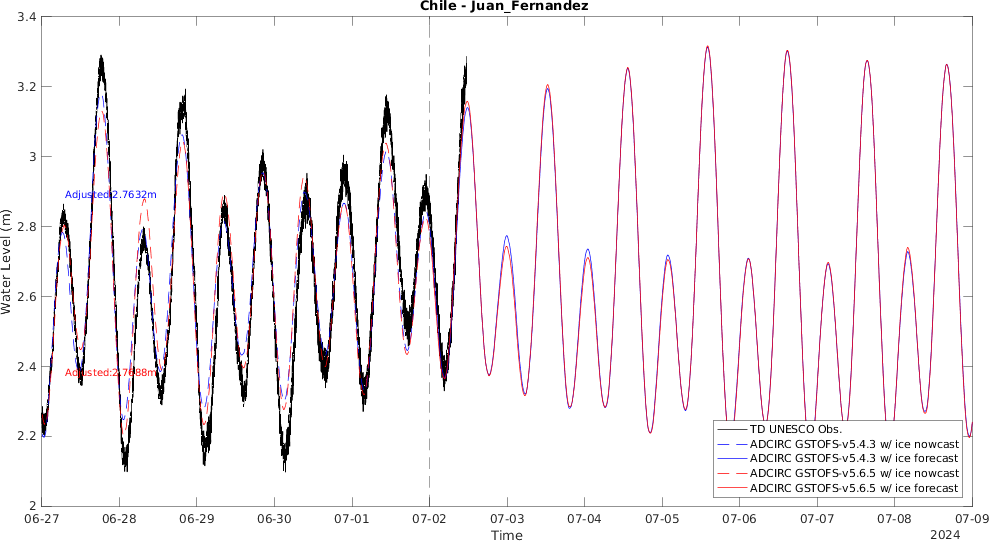 Chile - Juan_Fernandez
3.4
3.2
3
2.8
2.6
2.4
2.2
2
Water Level (m)
Adjusted:2.7632m
Adjusted:2.7688m
TD UNESCO Obs.
ADCIRC GSTOFS-v5.4.3 w/ ice nowcast
ADCIRC GSTOFS-v5.4.3 w/ ice forecast
ADCIRC GSTOFS-v5.6.5 w/ ice nowcast
ADCIRC GSTOFS-v5.6.5 w/ ice forecast
06-27 06-28 06-29 06-30 07-01 07-02 07-03 07-04 07-05 07-06 07-07 07-08 07-09
Time
2024